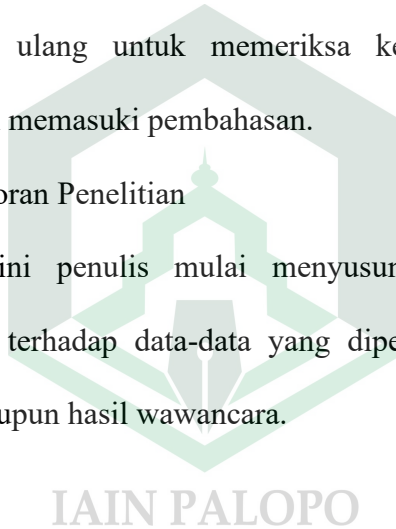 ulang untuk memeriksa ke
memasuki pembahasan.
oran Penelitian
ini penulis mulai menyusun
terhadap data-data yang dipe
upun hasil wawancara.
IAIN PALOPO